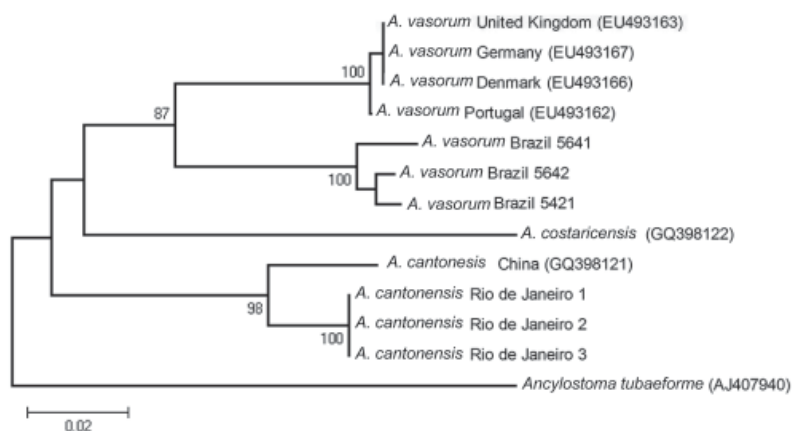 A. vasorum United Kingdom (EU493163)
A. vasorum Germany (EU493167)
100
A. vasorum Denmark (EU493166)
A. vasorum Portugal (EU493162)
87
A. vasorum Brazil 5641
A. vasorum Brazil 5642
100
A. vasorum Brazil 5421
A. costaricensis (GQ398122)
A. cantonesis China (GQ398121)
A. cantonensis Rio de Janeiro 1
98
A. cantonensis Rio de Janeiro 2
100
A. cantonensis Rio de Janeiro 3
Ancylostoma tubaeforme (AJ407940)
0.02